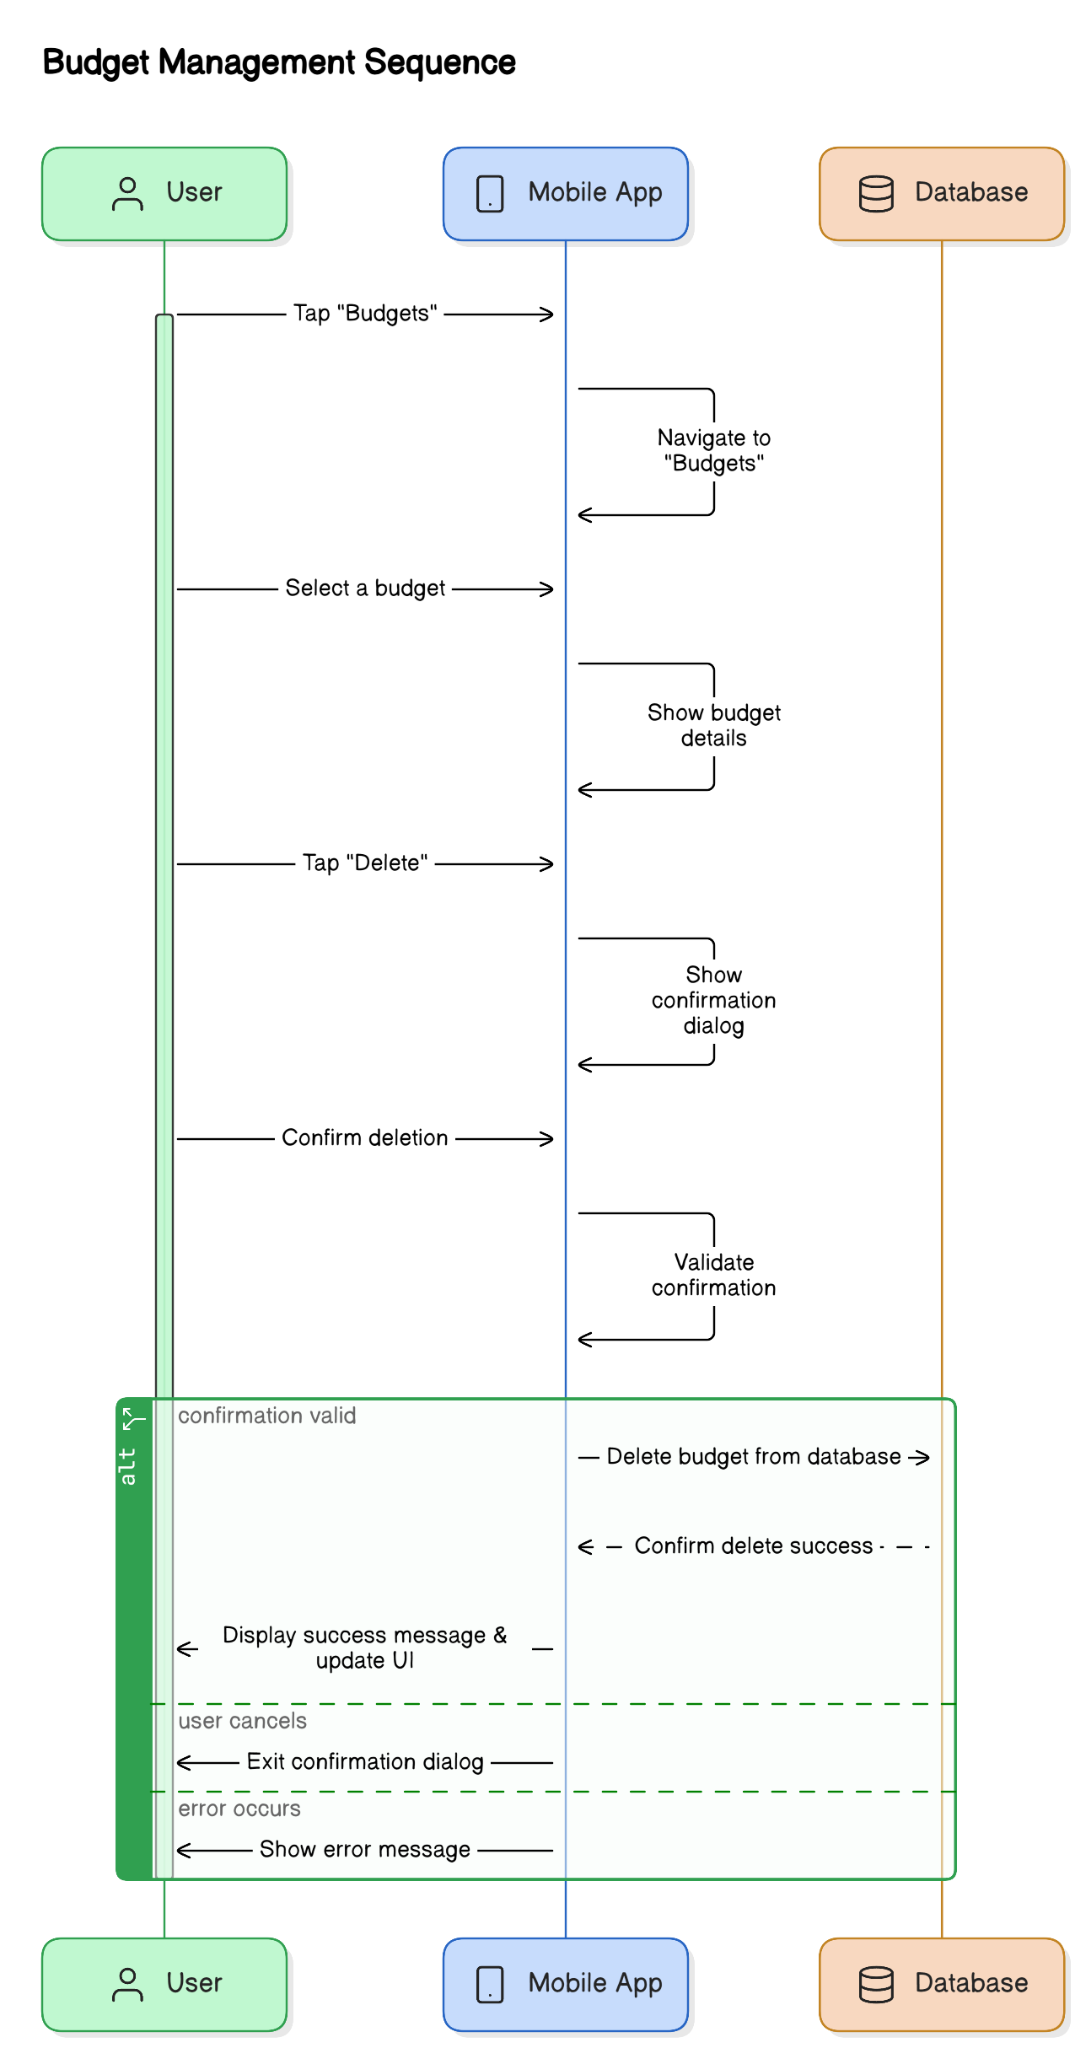 Budget Management Sequence
User
Mobile App
Database
Tap "Budgets"
Navigate to
"Budgets"
Select a budget
Show budget
details
Tap "Delete"
Show
confirmation
dialog
Confirm deletion
Validate
confirmation
alt
confirmation valid
Delete budget from database
Confirm delete success
Display success message &
update UI
user cancels
Exit confirmation dialog
error occurs
Show error message
User
Mobile App
Database